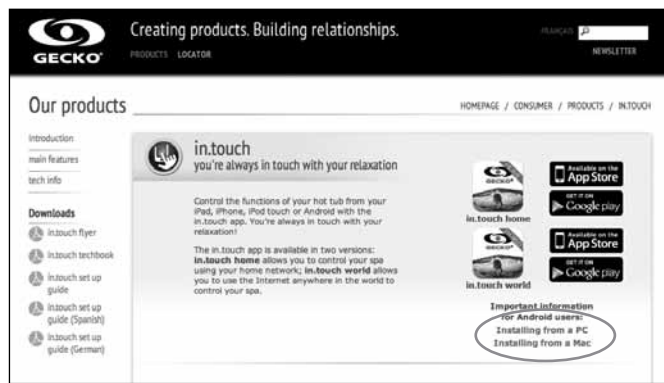 Creating products. Building relationships.
FRANÇAIS
GECKO
PRODUCTS LOCATOR
NEWSLETTER
Our products
HOMEPAGE / CONSUMER / PRODUCTS / IN.TOUCH
Introduction
main features
tech info
Downloads
in.touch flyer
in.touch techbook
in.touch set up
guide
in.touch set up
guide (Spanish)
in.touch set up
guide (German)
in.touch
you're always in touch with your relaxation
Control the functions of your hot tub from your
iPad, iPhone, iPod touch or Android with the
in.touch app. You're always in touch with your
relaxation!
The in.touch app is available in two versions:
in.touch home allows you to control your spa
using your home network; in.touch world allows
you to use the Internet anywhere in the world to
control your spa.
GECKO
in.touch home
Available on the
App Store
GET IT ON
Google play
GECKO
in.touch world
Available on the
App Store
GET IT ON
Google play
Important information
for Android users:
Installing from a PC
Installing from a Mac